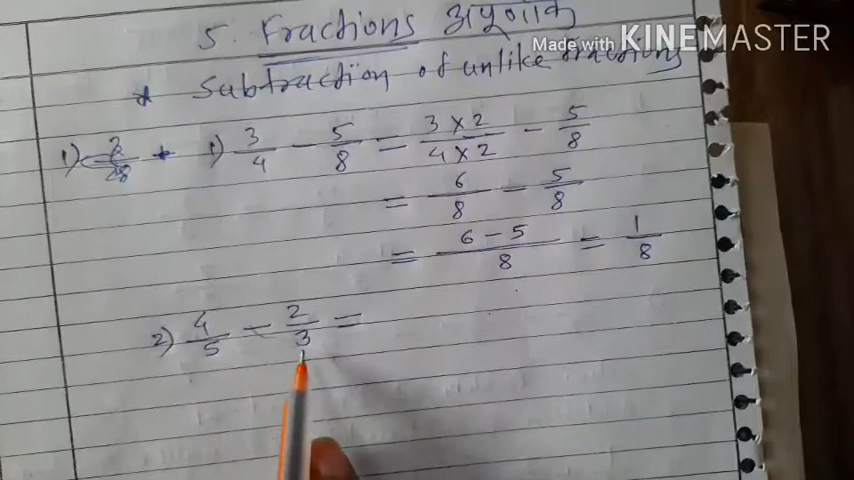 5. Fractions अपूर्णांक
Made with KINEMASTER
* Subtraction of unlike fractions
1) 3/4 - 5/8 = 3 x 2/4 x 2 - 5/8
= 6/8 - 5/8
= 6 - 5/8 = 1/8
2) 4/5 - 2/3 =